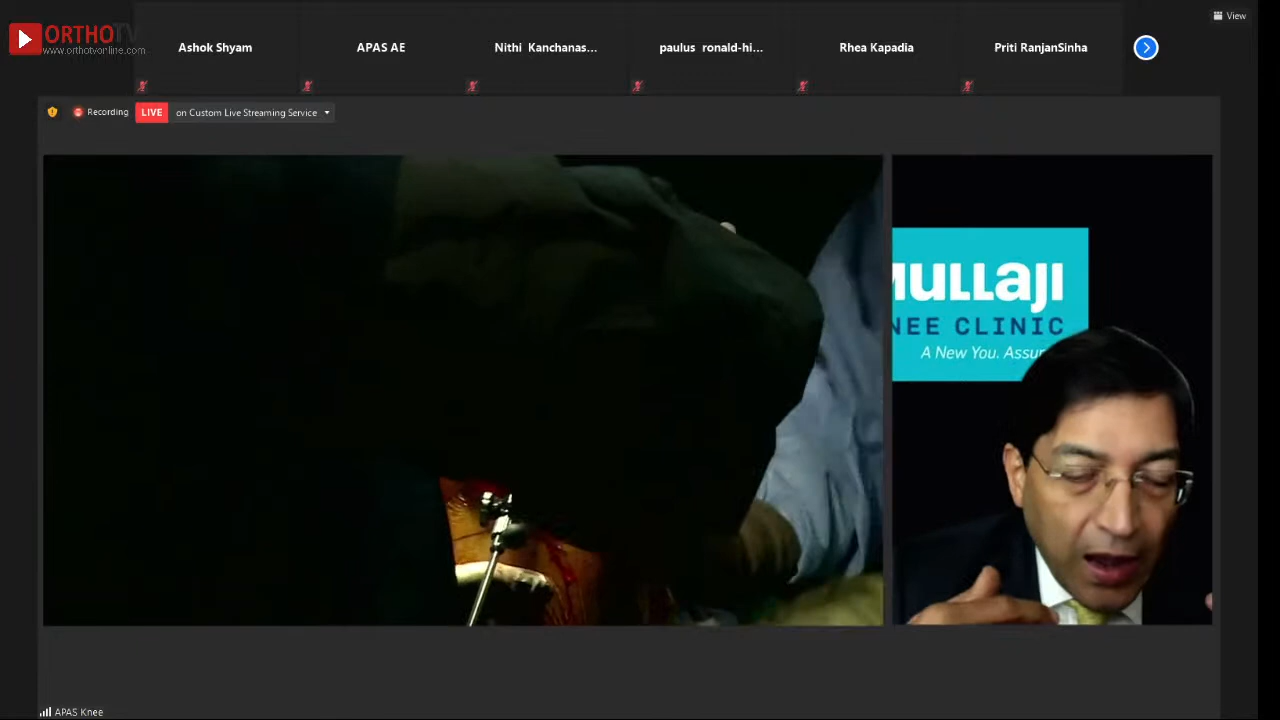 ORTHOTV
www.orthotvonline.com
Ashok Shyam
APAS AE
Nithi Kanchanas...
paulus ronald-hi...
Rhea Kapadia
Priti RanjanSinha
View
Recording
LIVE
on Custom Live Streaming Service
MULLAJI
NEE CLINIC
A New You. Assur
APAS Knee